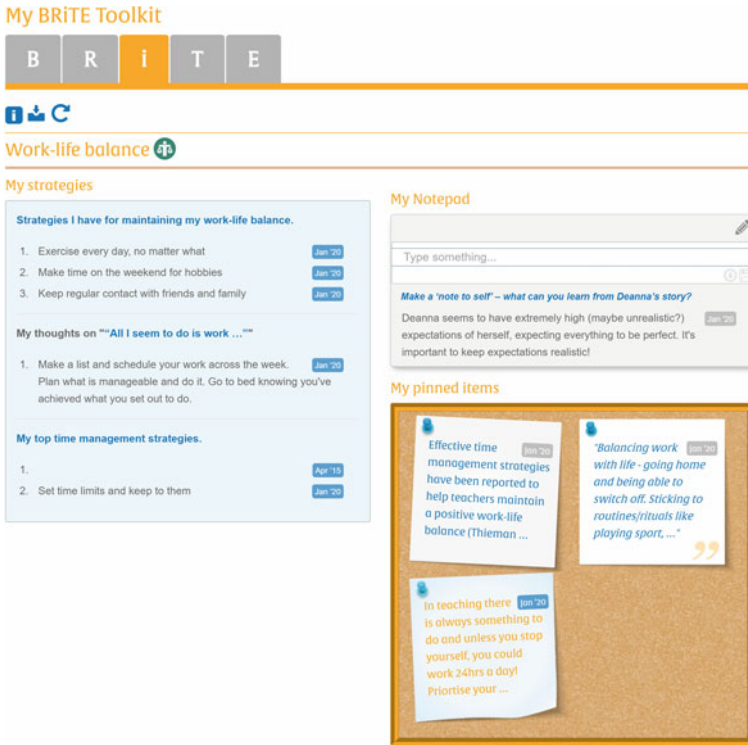 My BRiTE Toolkit
B R i T E
i
Work-life balance
My strategies
Strategies I have for maintaining my work-life balance.
1. Exercise every day, no matter what Jan '20
2. Make time on the weekend for hobbies Jan '20
3. Keep regular contact with friends and family Jan '20
My thoughts on "“All I seem to do is work ...”"
1. Make a list and schedule your work across the week. Jan '20
Plan what is manageable and do it. Go to bed knowing you've
achieved what you set out to do.
My top time management strategies.
1. Apr '15
2. Set time limits and keep to them Jan '20
My Notepad
Type something...
Make a ‘note to self’ – what can you learn from Deanna's story?
Deanna seems to have extremely high (maybe unrealistic?) Jan '20
expectations of herself, expecting everything to be perfect. It's
important to keep expectations realistic!
My pinned items
Effective time Jan '20
management strategies
have been reported to
help teachers maintain
a positive work-life
balance (Thieman ...
"Balancing work Jan '20
with life - going home
and being able to
switch off. Sticking to
routines/rituals like
playing sport, ..."
”
In teaching there Jan '20
is always something to
do and unless you stop
yourself, you could
work 24hrs a day!
Priortise your ...